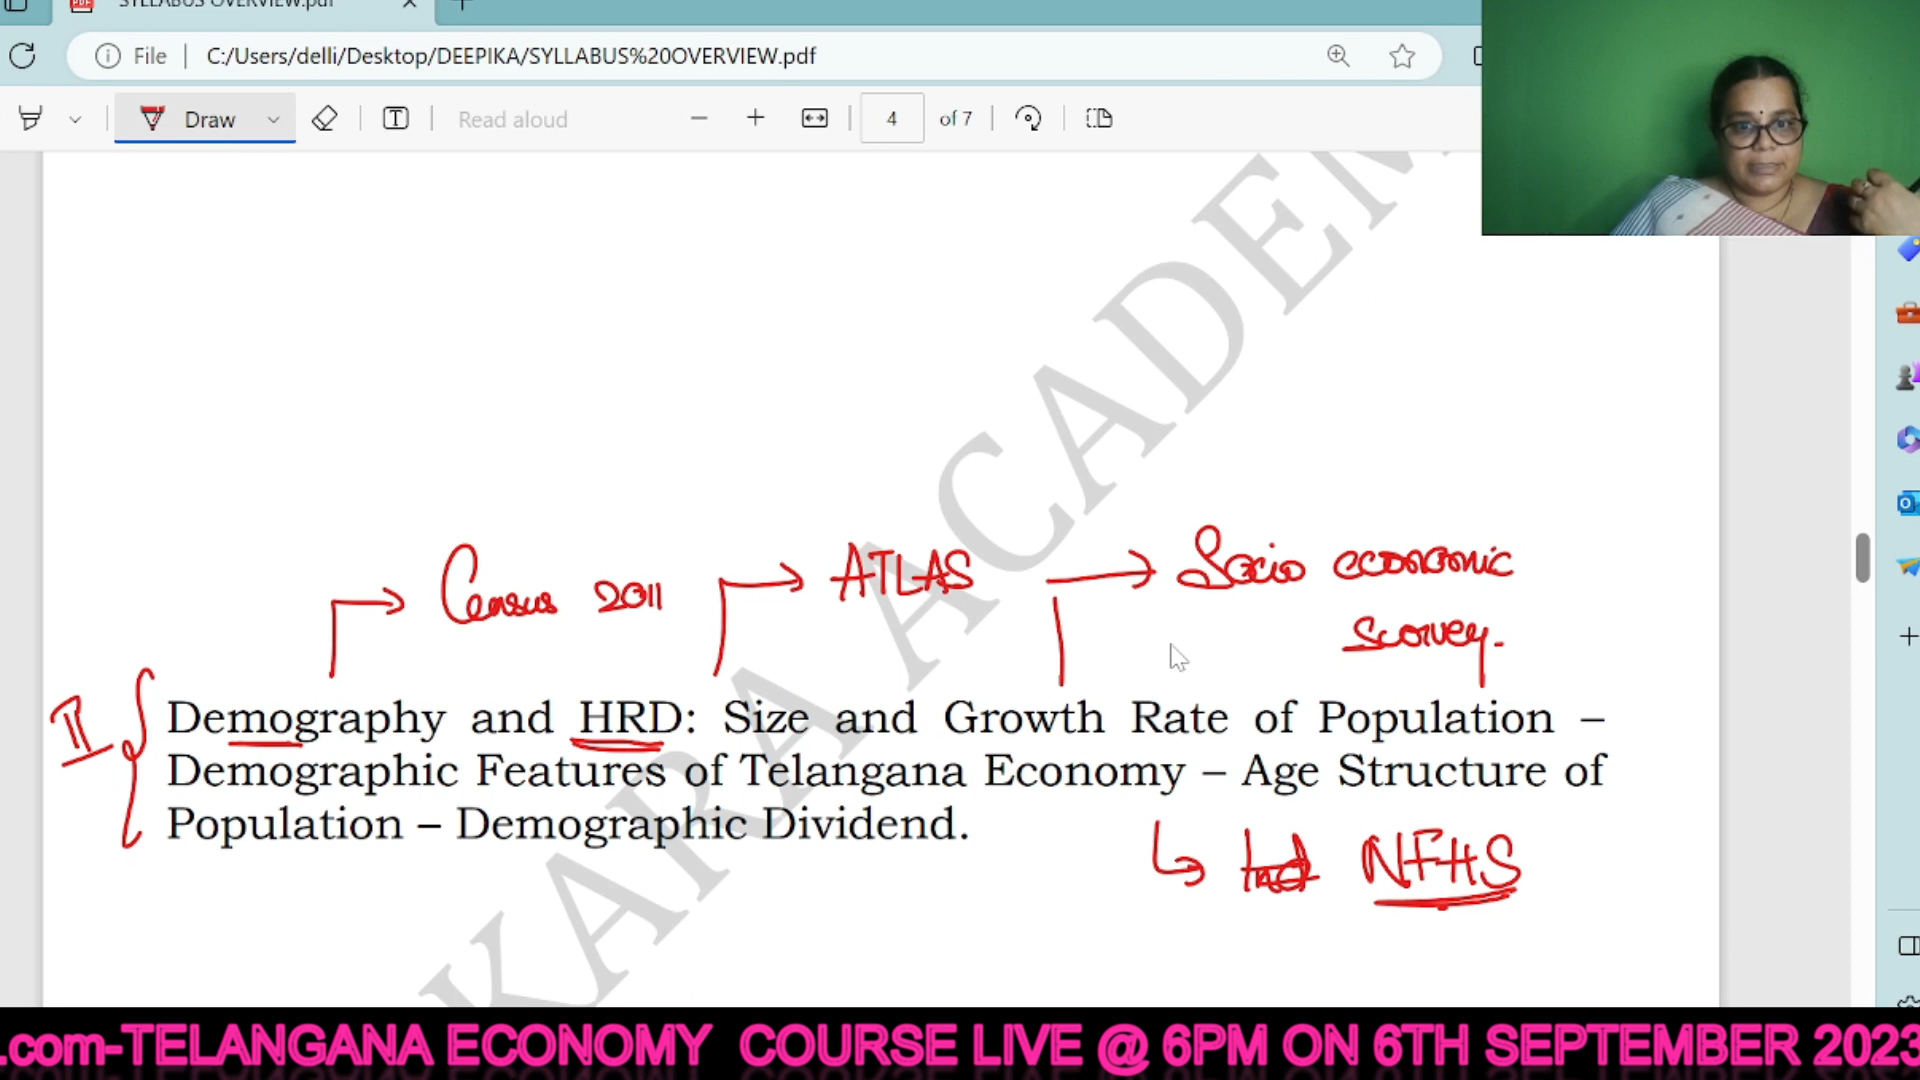 SYLLABUS OVERVIEW.pdf
File C:/Users/delli/Desktop/DEEPIKA/SYLLABUS%20OVERVIEW.pdf
Draw Read aloud 4 of 7
KARA ACADEM
Census 2011 ATLAS Socio economic
survey.
II
Demography and HRD: Size and Growth Rate of Population –
Demographic Features of Telangana Economy – Age Structure of
Population – Demographic Dividend.
NFHS
.com-TELANGANA ECONOMY COURSE LIVE @ 6PM ON 6TH SEPTEMBER 2023